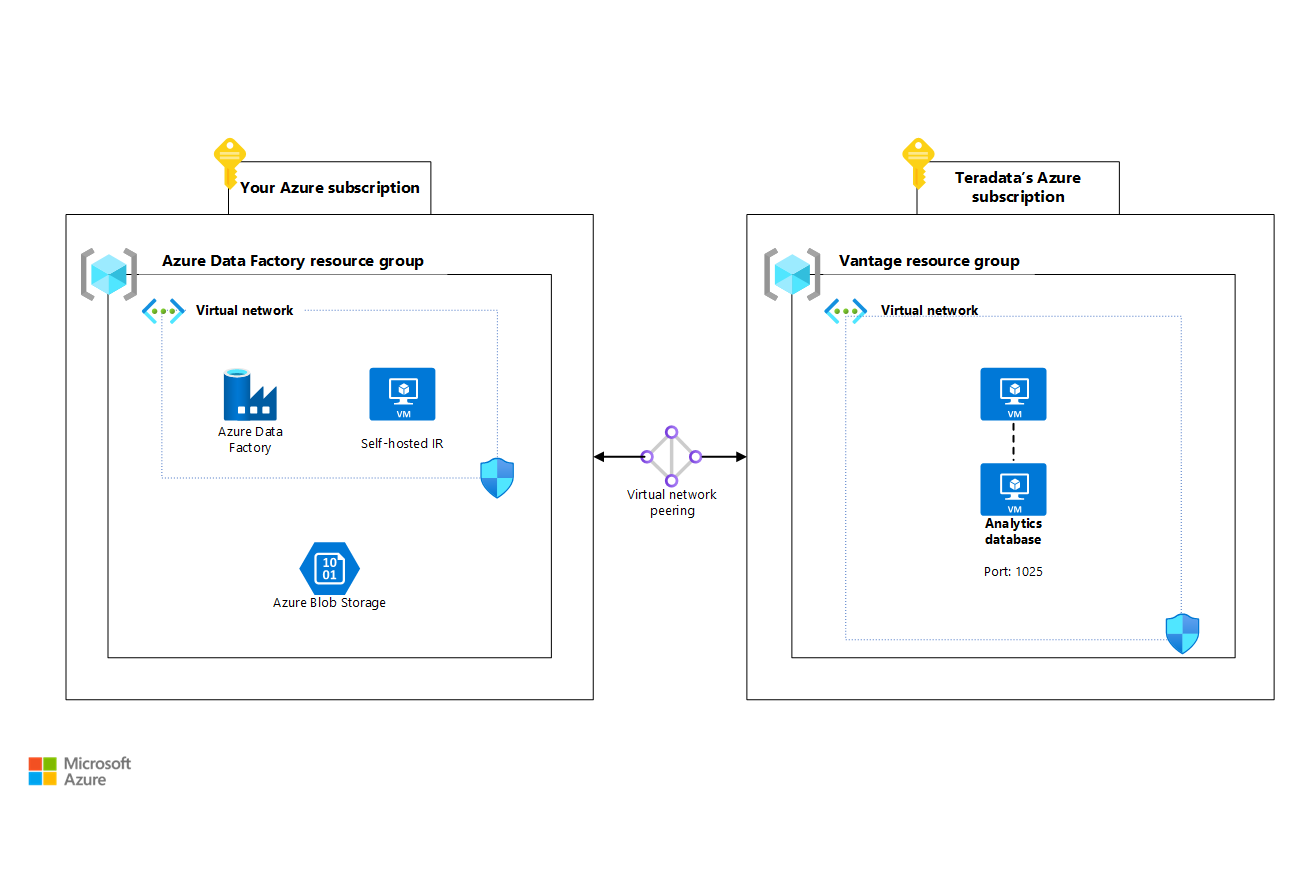 Your Azure subscription
Teradata’s Azure
subscription
Azure Data Factory resource group
Virtual network
Azure Data
Factory
VM
Self-hosted IR
10
01
Azure Blob Storage
Virtual network
peering
Vantage resource group
Virtual network
VM
VM
Analytics
database
Port: 1025
Microsoft
Azure